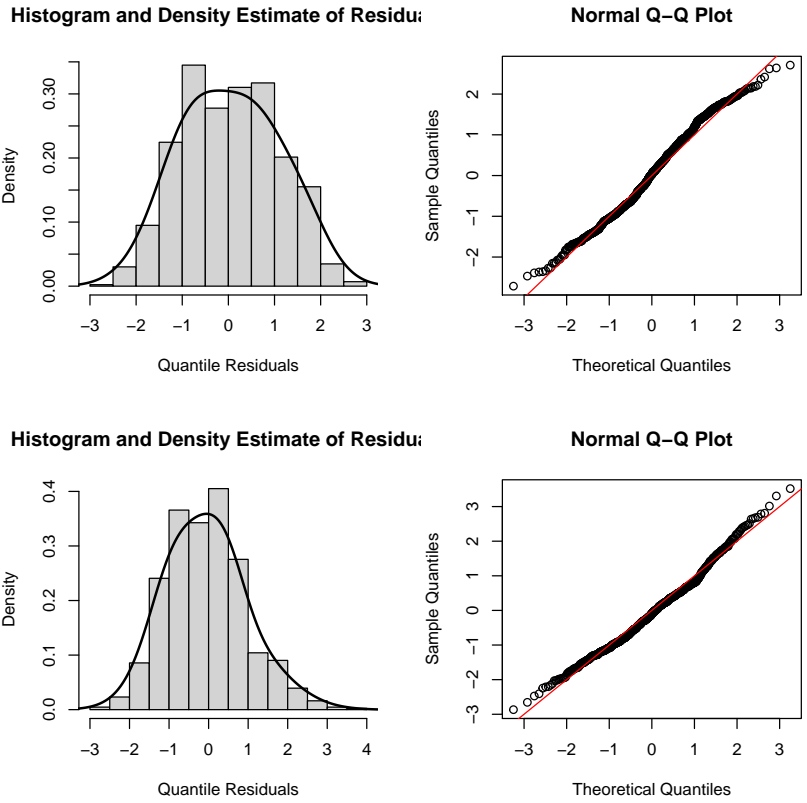 Histogram and Density Estimate of Residua
Normal Q−Q Plot
Density
0.00 0.10 0.20 0.30
−3 −2 −1 0 1 2 3
Quantile Residuals
Sample Quantiles
−2 −1 0 1 2
−3 −2 −1 0 1 2 3
Theoretical Quantiles
Histogram and Density Estimate of Residua
Normal Q−Q Plot
Density
0.0 0.1 0.2 0.3 0.4
−3 −2 −1 0 1 2 3 4
Quantile Residuals
Sample Quantiles
−3 −2 −1 0 1 2 3
−3 −2 −1 0 1 2 3
Theoretical Quantiles